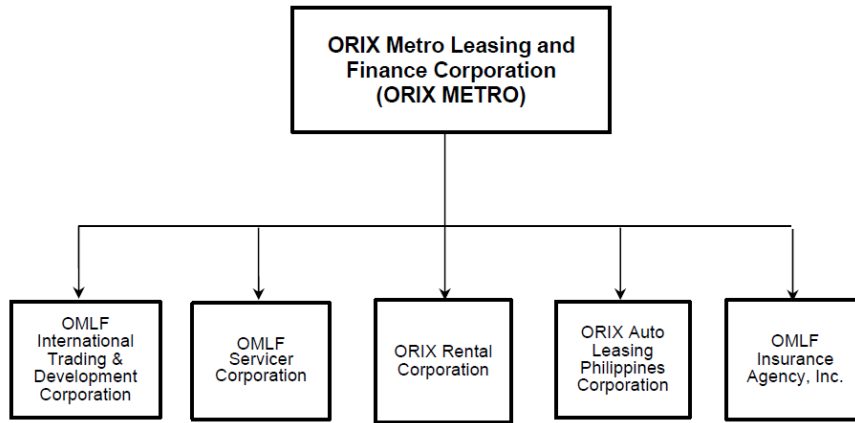 ORIX Metro Leasing and
Finance Corporation
(ORIX METRO)
OMLF
International
Trading &
Development
Corporation
OMLF
Servicer
Corporation
ORIX Rental
Corporation
ORIX Auto
Leasing
Philippines
Corporation
OMLF
Insurance
Agency, Inc.